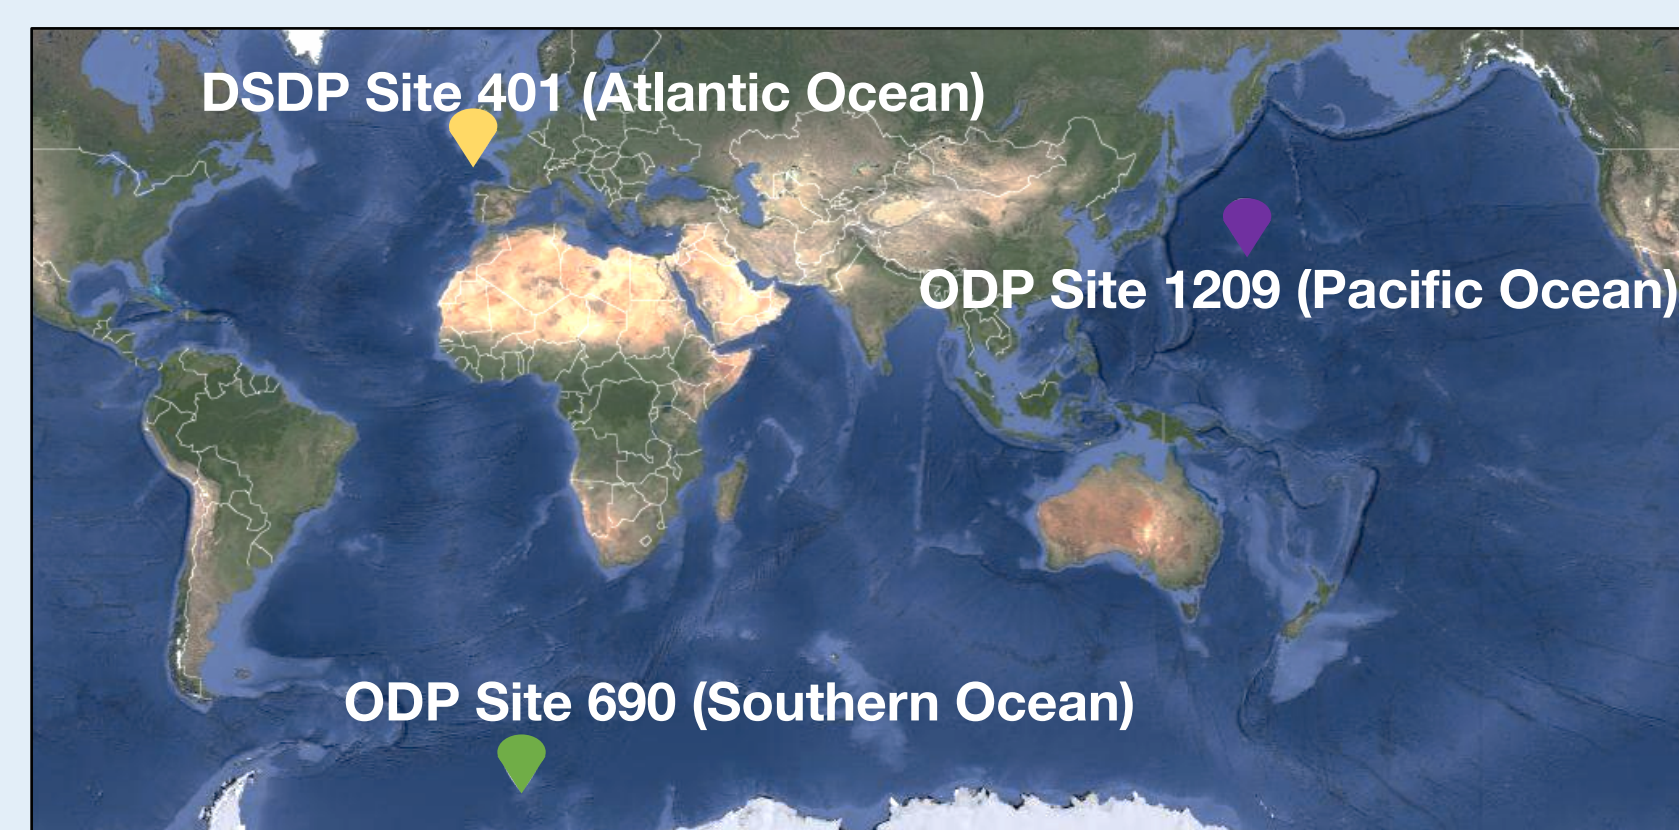 DSDP Site 401 (Atlantic Ocean)
ODP Site 1209 (Pacific Ocean)
ODP Site 690 (Southern Ocean)